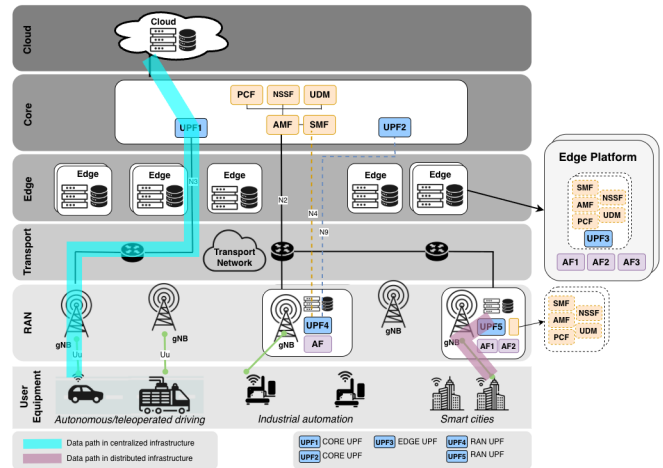 Cloud
Cloud
Core
PCF
NSSF
UDM
UPF1
AMF
SMF
UPF2
Edge
Edge
Edge
Edge
Edge
Edge
N3
N2
N4
N9
Edge Platform
SMF
NSSF
AMF
UDM
PCF
UPF3
AF1
AF2
AF3
Transport
Transport
Network
RAN
gNB
gNB
gNB
gNB
gNB
UPF4
AF
UPF5
AF1
AF2
SMF
NSSF
AMF
UDM
PCF
Uu
Uu
User
Equipment
Autonomous/teleoperated driving
Industrial automation
Smart cities
Data path in centralized infrastructure
Data path in distributed infrastructure
UPF1 CORE UPF
UPF2 CORE UPF
UPF3 EDGE UPF
UPF4 RAN UPF
UPF5 RAN UPF